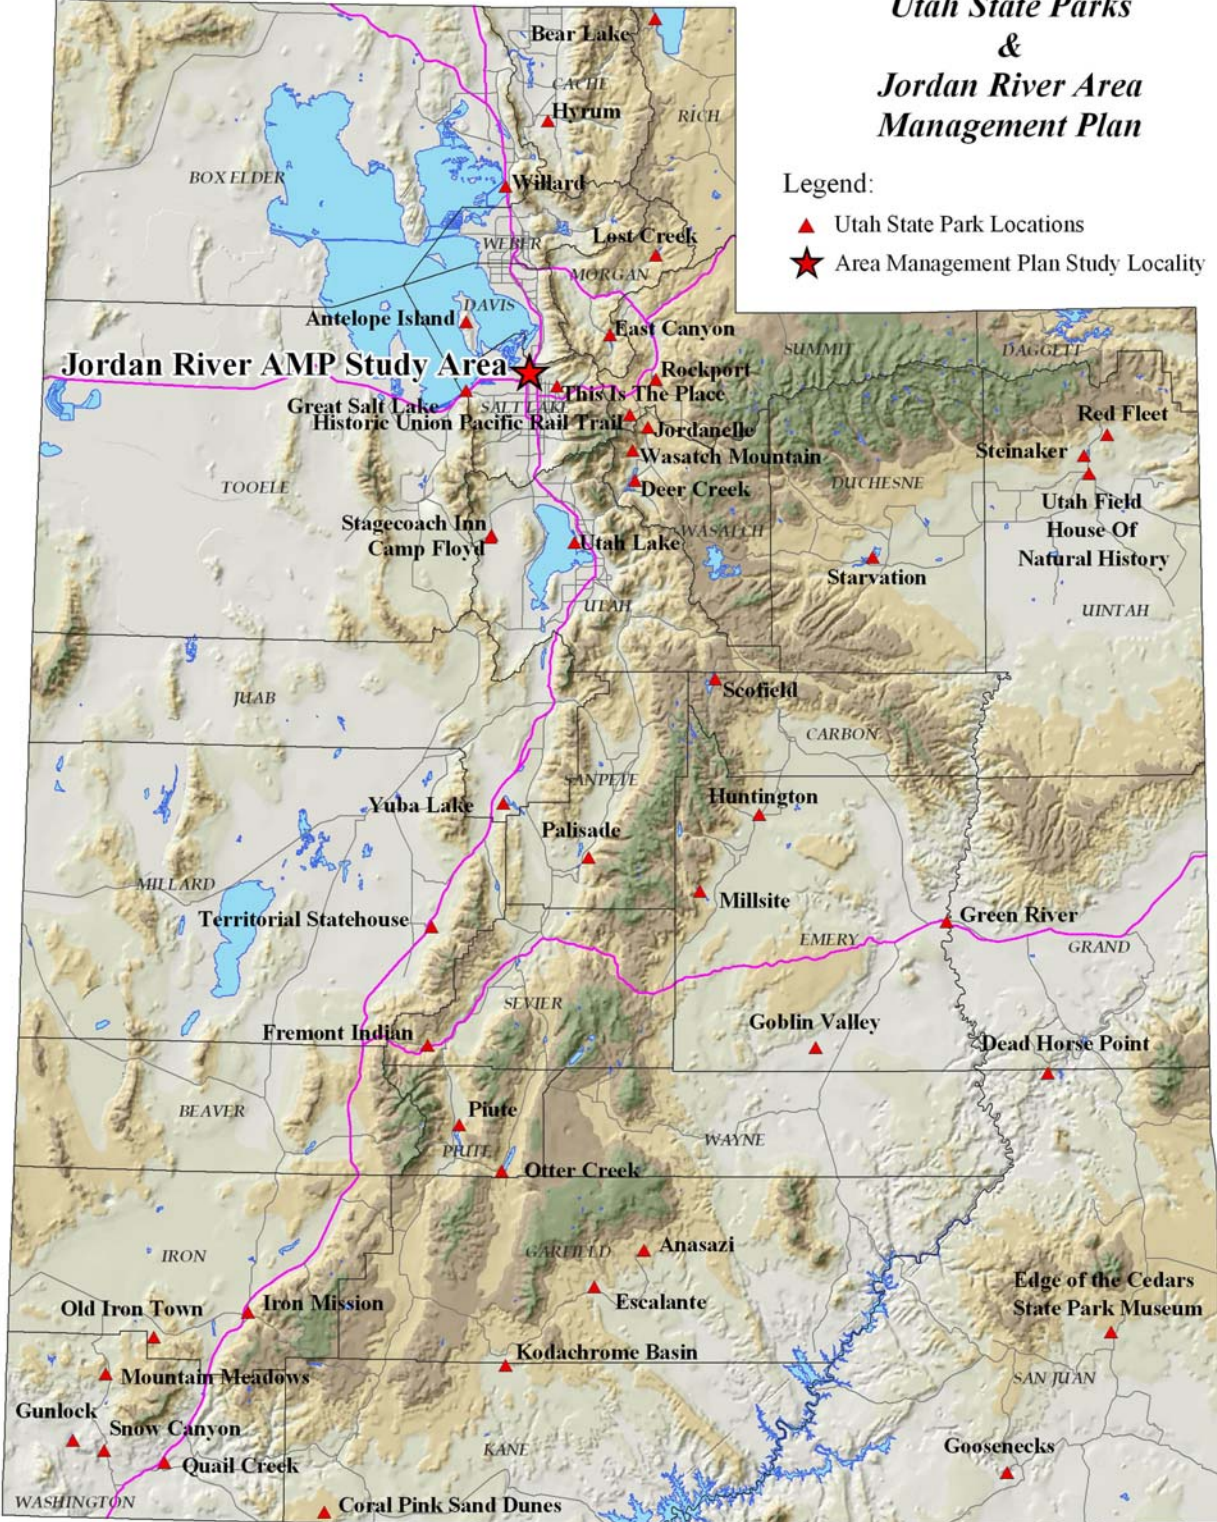 Utah State Parks
&
Jordan River Area
Management Plan
Legend:
Utah State Park Locations
Area Management Plan Study Locality
Bear Lake
CACHE
Hyrum
RICH
BOX ELDER
Willard
WEBER
Lost Creek
MORGAN
DAVIS
Antelope Island
East Canyon
SUMMIT
DAGGETT
Jordan River AMP Study Area
Rockport
This Is The Place
Great Salt Lake
SALT LAKE
Historic Union Pacific Rail Trail
Jordanelle
Red Fleet
Steinaker
Wasatch Mountain
TOOELE
Deer Creek
DUCHESNE
Utah Field
House Of
Natural History
Stagecoach Inn
Camp Floyd
Utah Lake
WASATCH
Starvation
UTAH
UINTAH
JUAB
Scofield
CARBON
SANPETE
Yuba Lake
Huntington
Palisade
MILLARD
Millsite
Territorial Statehouse
Green River
EMERY
GRAND
SEVIER
Goblin Valley
Fremont Indian
Dead Horse Point
BEAVER
Piute
WAYNE
PIUTE
Otter Creek
IRON
GARFIELD
Anasazi
Edge of the Cedars
State Park Museum
Old Iron Town
Iron Mission
Escalante
Kodachrome Basin
Mountain Meadows
SAN JUAN
Gunlock
Snow Canyon
KANE
Goosenecks
Quail Creek
WASHINGTON
Coral Pink Sand Dunes